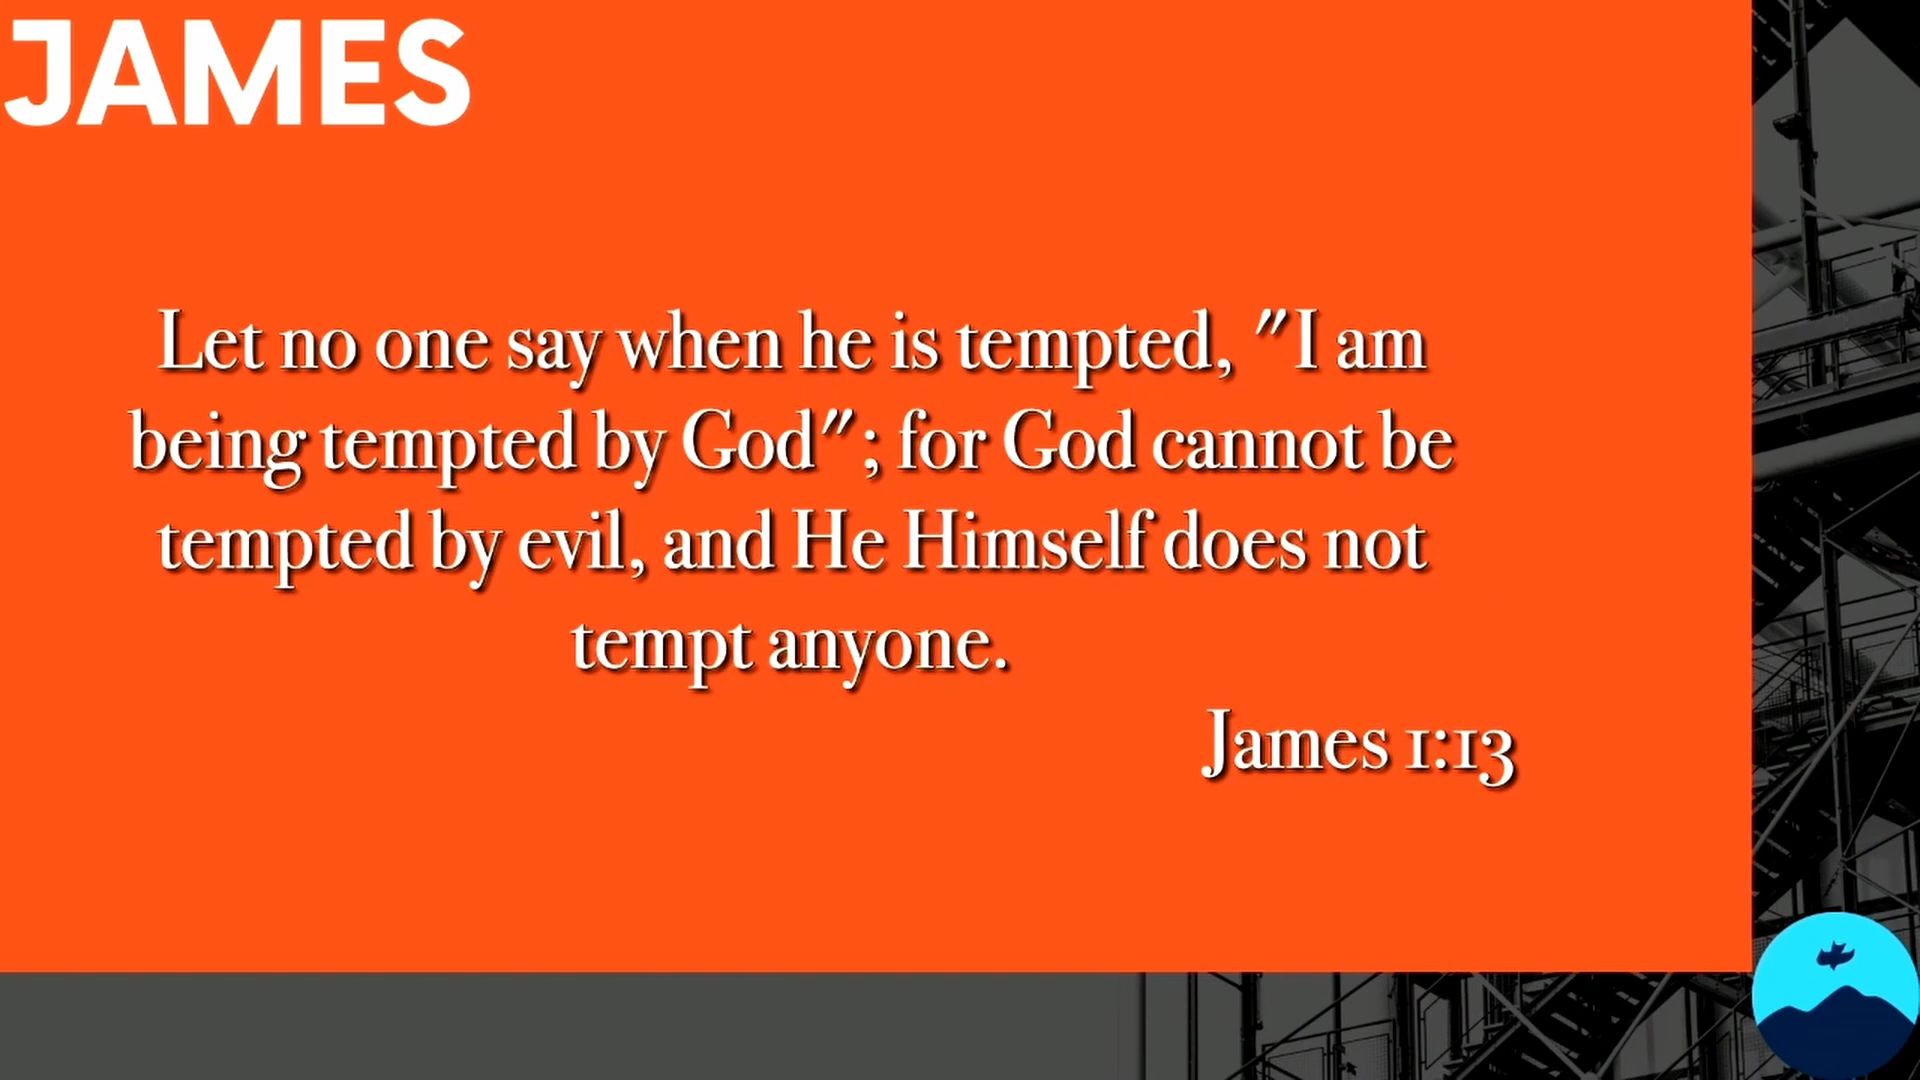 JAMES
Let no one say when he is tempted, "I am
being tempted by God"; for God cannot be
tempted by evil, and He Himself does not
tempt anyone.
James 1:13